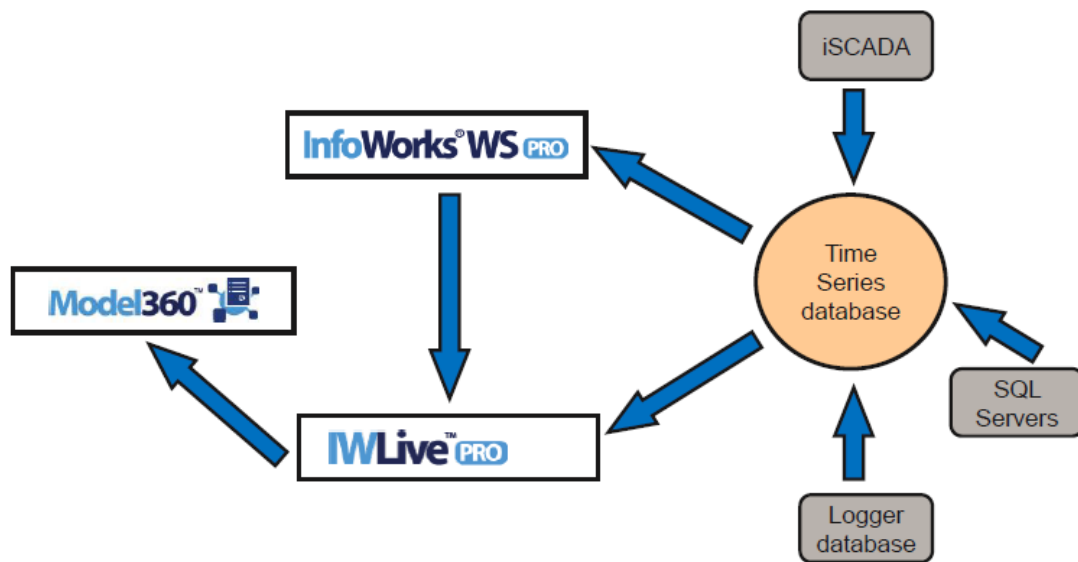 iSCADA
InfoWorks® WS PRO
Time
Series
database
Model360™
SQL
Servers
IWLive™ PRO
Logger
database